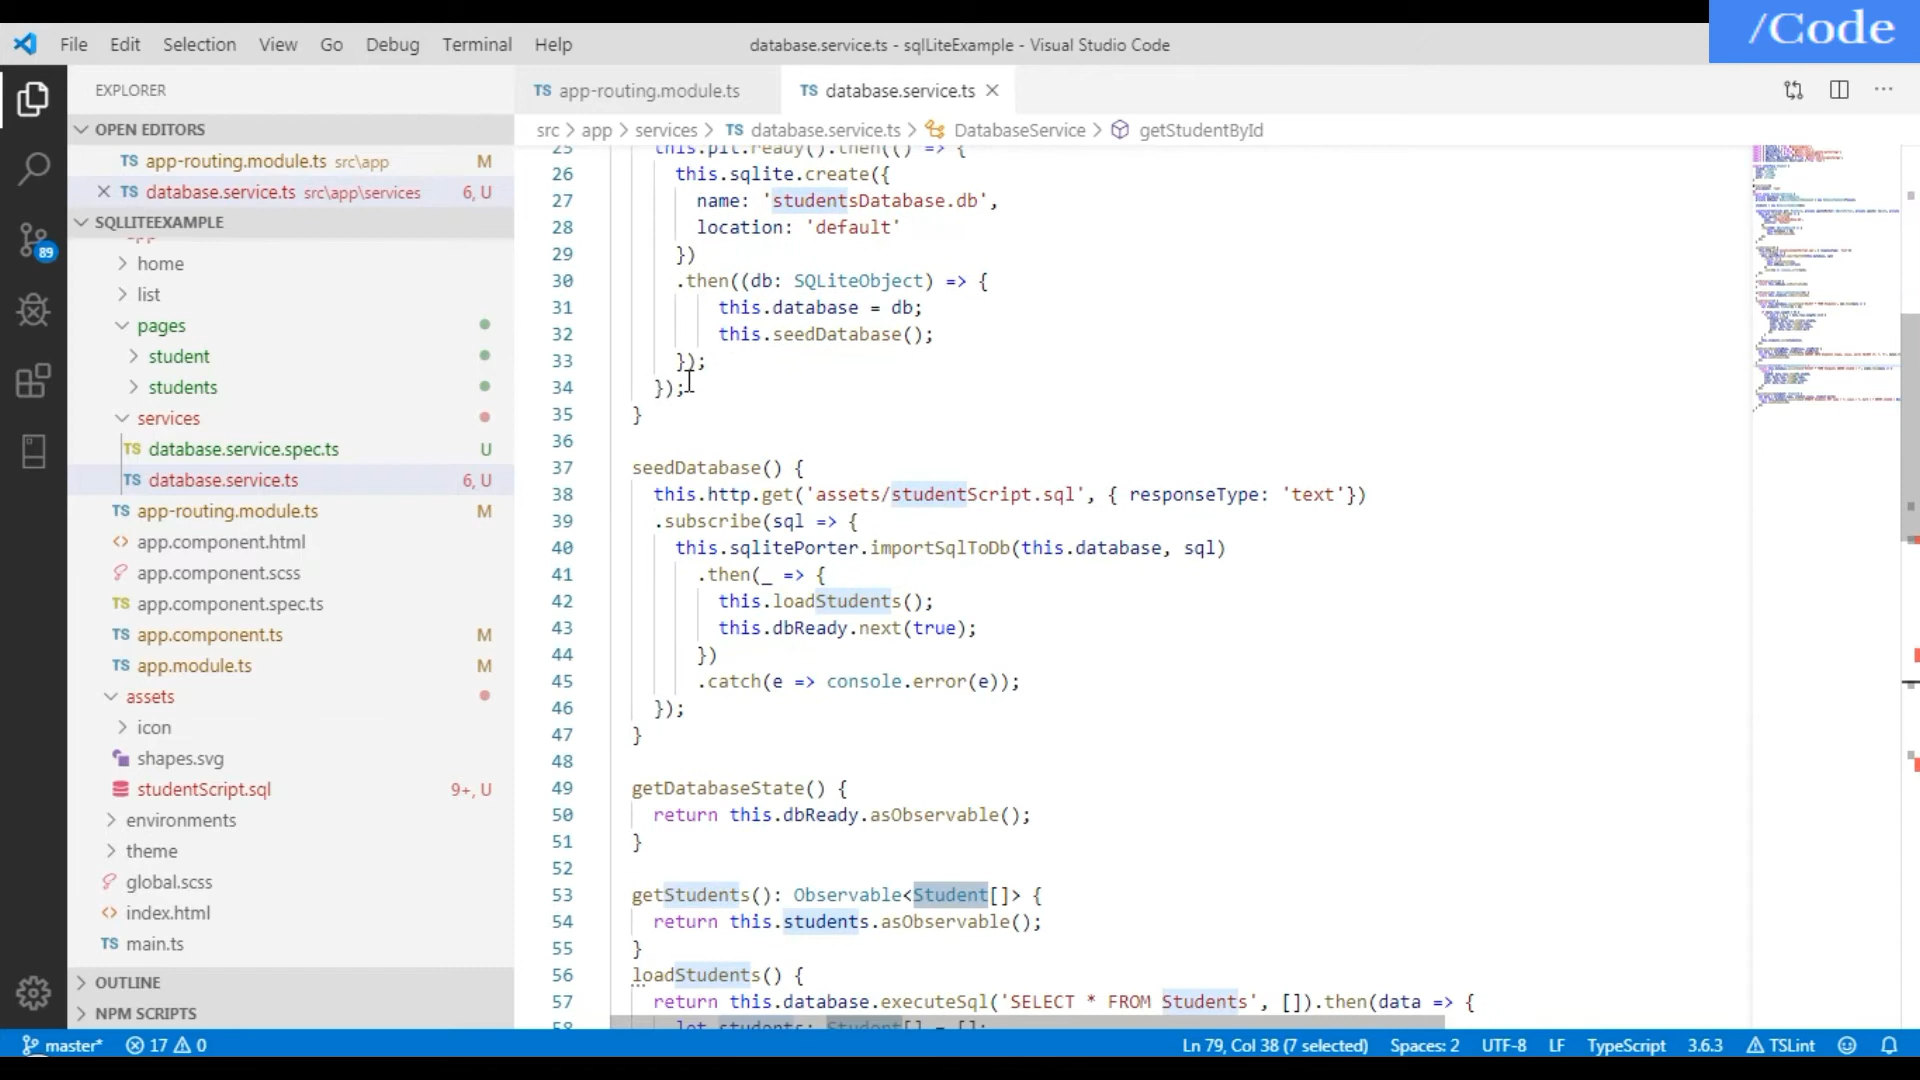 /Code
File Edit Selection View Go Debug Terminal Help
database.service.ts - sqlLiteExample - Visual Studio Code
EXPLORER
OPEN EDITORS
TS app-routing.module.ts src\app M
TS database.service.ts src\app\services 6, U
SQLLITEEXAMPLE
app
home
list
pages
student
students
services
TS database.service.spec.ts U
TS database.service.ts 6, U
TS app-routing.module.ts M
app.component.html
app.component.scss
TS app.component.spec.ts
TS app.component.ts M
TS app.module.ts M
assets
icon
shapes.svg
studentScript.sql 9+, U
environments
theme
global.scss
index.html
TS main.ts
OUTLINE
NPM SCRIPTS
89
TS app-routing.module.ts
TS database.service.ts
src > app > services > TS database.service.ts > DatabaseService > getStudentById
25 this.plt.ready().then(() => {
26 this.sqlite.create({
27 name: 'studentsDatabase.db',
28 location: 'default'
29 })
30 .then((db: SQLiteObject) => {
31 this.database = db;
32 this.seedDatabase();
33 });
34 });
35 }
36
37 seedDatabase() {
38 this.http.get('assets/studentScript.sql', { responseType: 'text'})
39 .subscribe(sql => {
40 this.sqlitePorter.importSqlToDb(this.database, sql)
41 .then(_ => {
42 this.loadStudents();
43 this.dbReady.next(true);
44 })
45 .catch(e => console.error(e));
46 });
47 }
48
49 getDatabaseState() {
50 return this.dbReady.asObservable();
51 }
52
53 getStudents(): Observable<Student[]> {
54 return this.students.asObservable();
55 }
56 loadStudents() {
57 return this.database.executeSql('SELECT * FROM Students', []).then(data => {
58 let students: Student[] = [];
master* 17 0
Ln 79, Col 38 (7 selected) Spaces: 2 UTF-8 LF TypeScript 3.6.3 TSLint